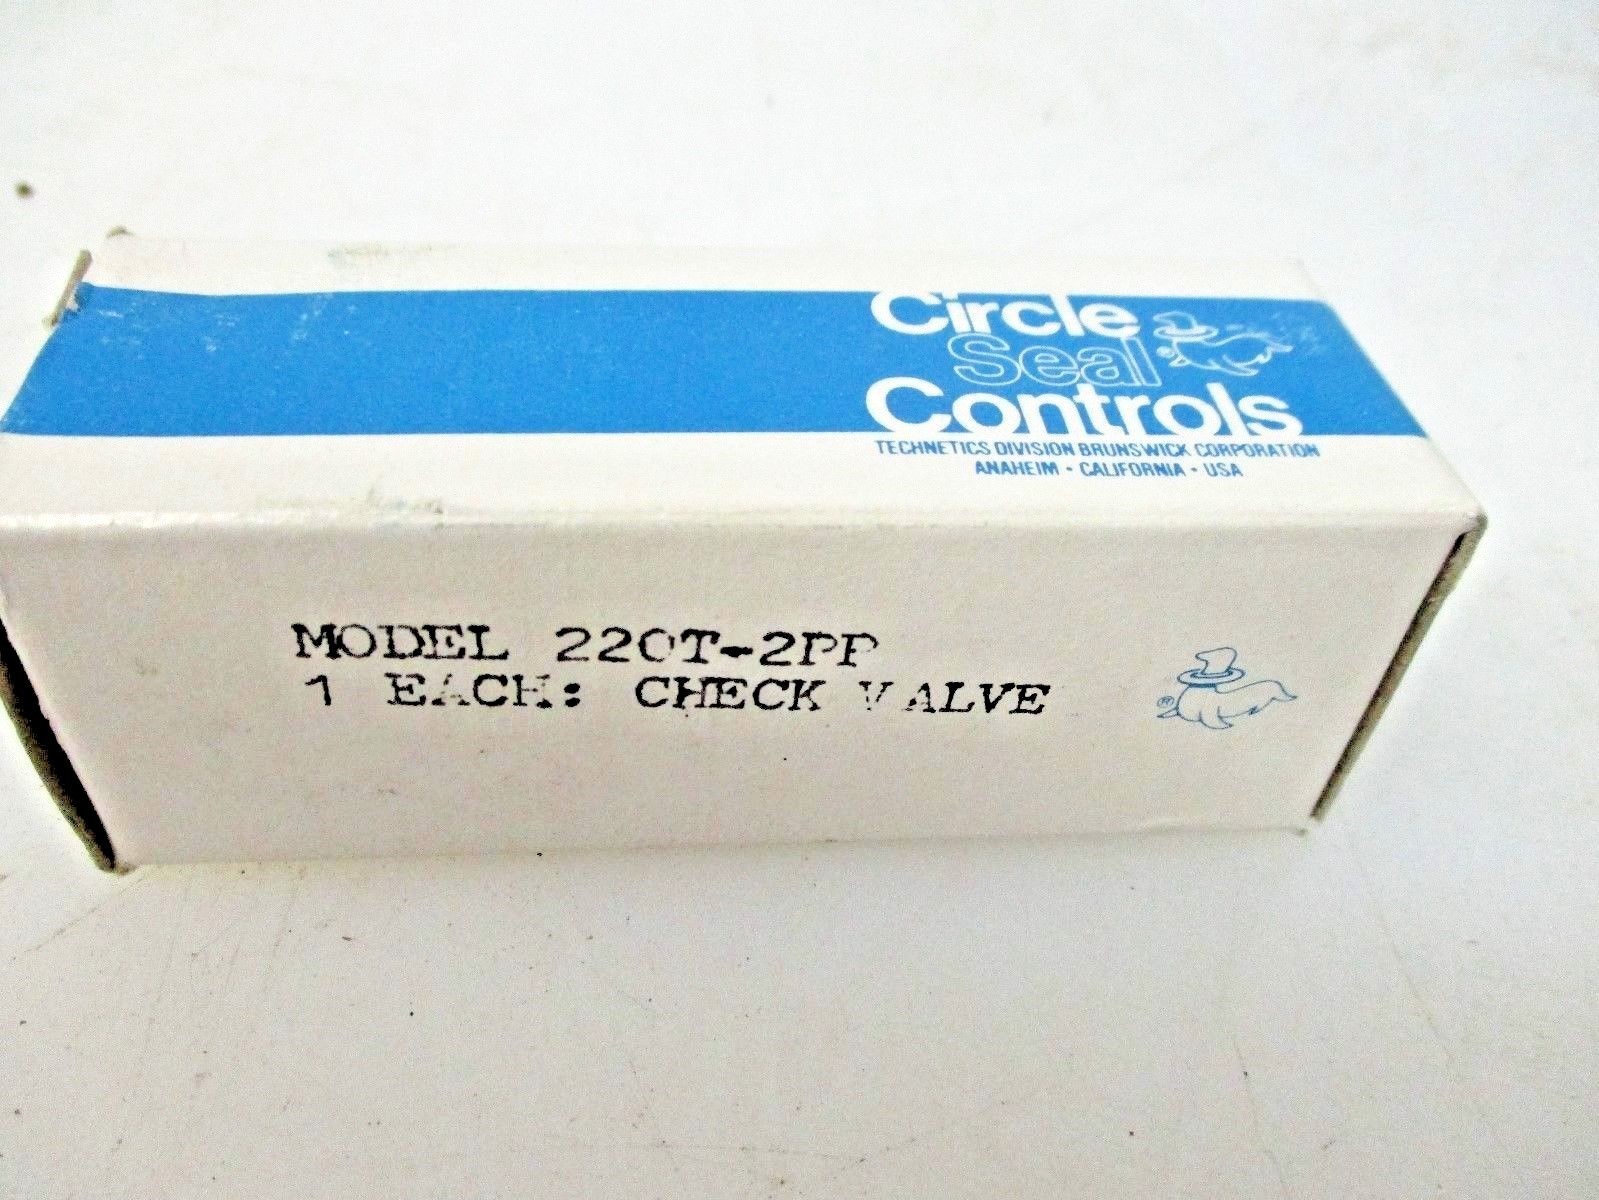 Circle
Seal
®
Controls
TECHNETICS DIVISION BRUNSWICK CORPORATION
ANAHEIM • CALIFORNIA • USA
MODEL 220T-2PP
1 EACH: CHECK VALVE
®